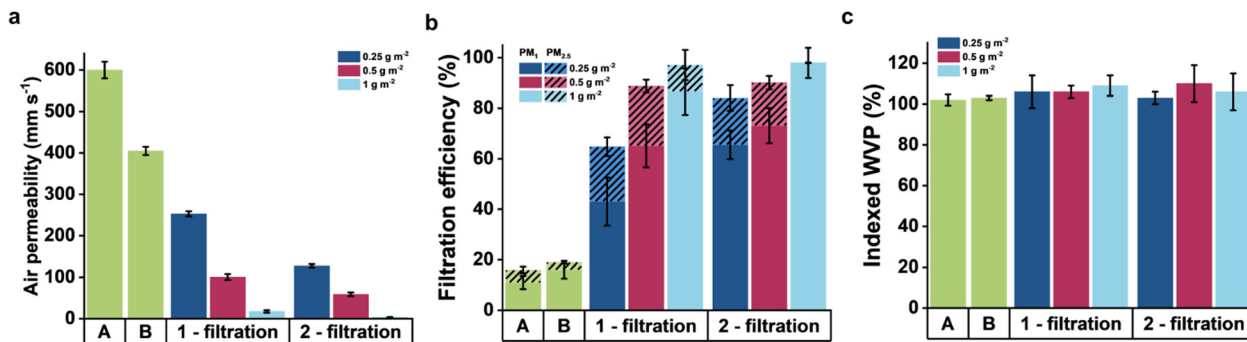 a
Air permeability (mm s⁻¹)
600
500
400
300
200
100
0
0.25 g m⁻²
0.5 g m⁻²
1 g m⁻²
A B 1 - filtration 2 - filtration
b
Filtration efficiency (%)
100
80
60
40
20
0
PM₁ PM₂.₅
0.25 g m⁻²
0.5 g m⁻²
1 g m⁻²
A B 1 - filtration 2 - filtration
c
Indexed WVP (%)
120
100
80
60
40
20
0
0.25 g m⁻²
0.5 g m⁻²
1 g m⁻²
A B 1 - filtration 2 - filtration